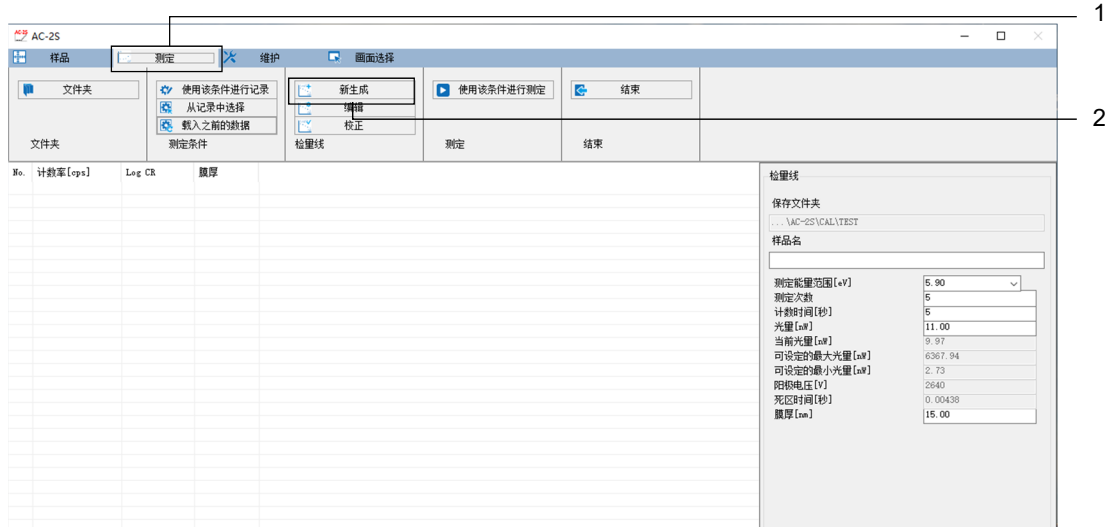 1
AC-2S AC-2S
样品 测定 维护 画面选择
文件夹 使用该条件进行记录 新生成 使用该条件进行测定 结束
从记录中选择 编辑
2
载入之前的数据 校正
文件夹 测定条件 检量线 测定 结束
No. 计数率[cps] Log CR 膜厚
检量线
保存文件夹
...\AC-2S\CAL\TEST
样品名
测定能量范围[eV] 5.90
测定次数 5
计数时间[秒] 5
光量[nW] 11.00
当前光量[nW] 9.97
可设定的最大光量[nW] 6367.94
可设定的最小光量[nW] 2.73
阳极电压[V] 2640
死区时间[秒] 0.00438
膜厚[nm] 15.00